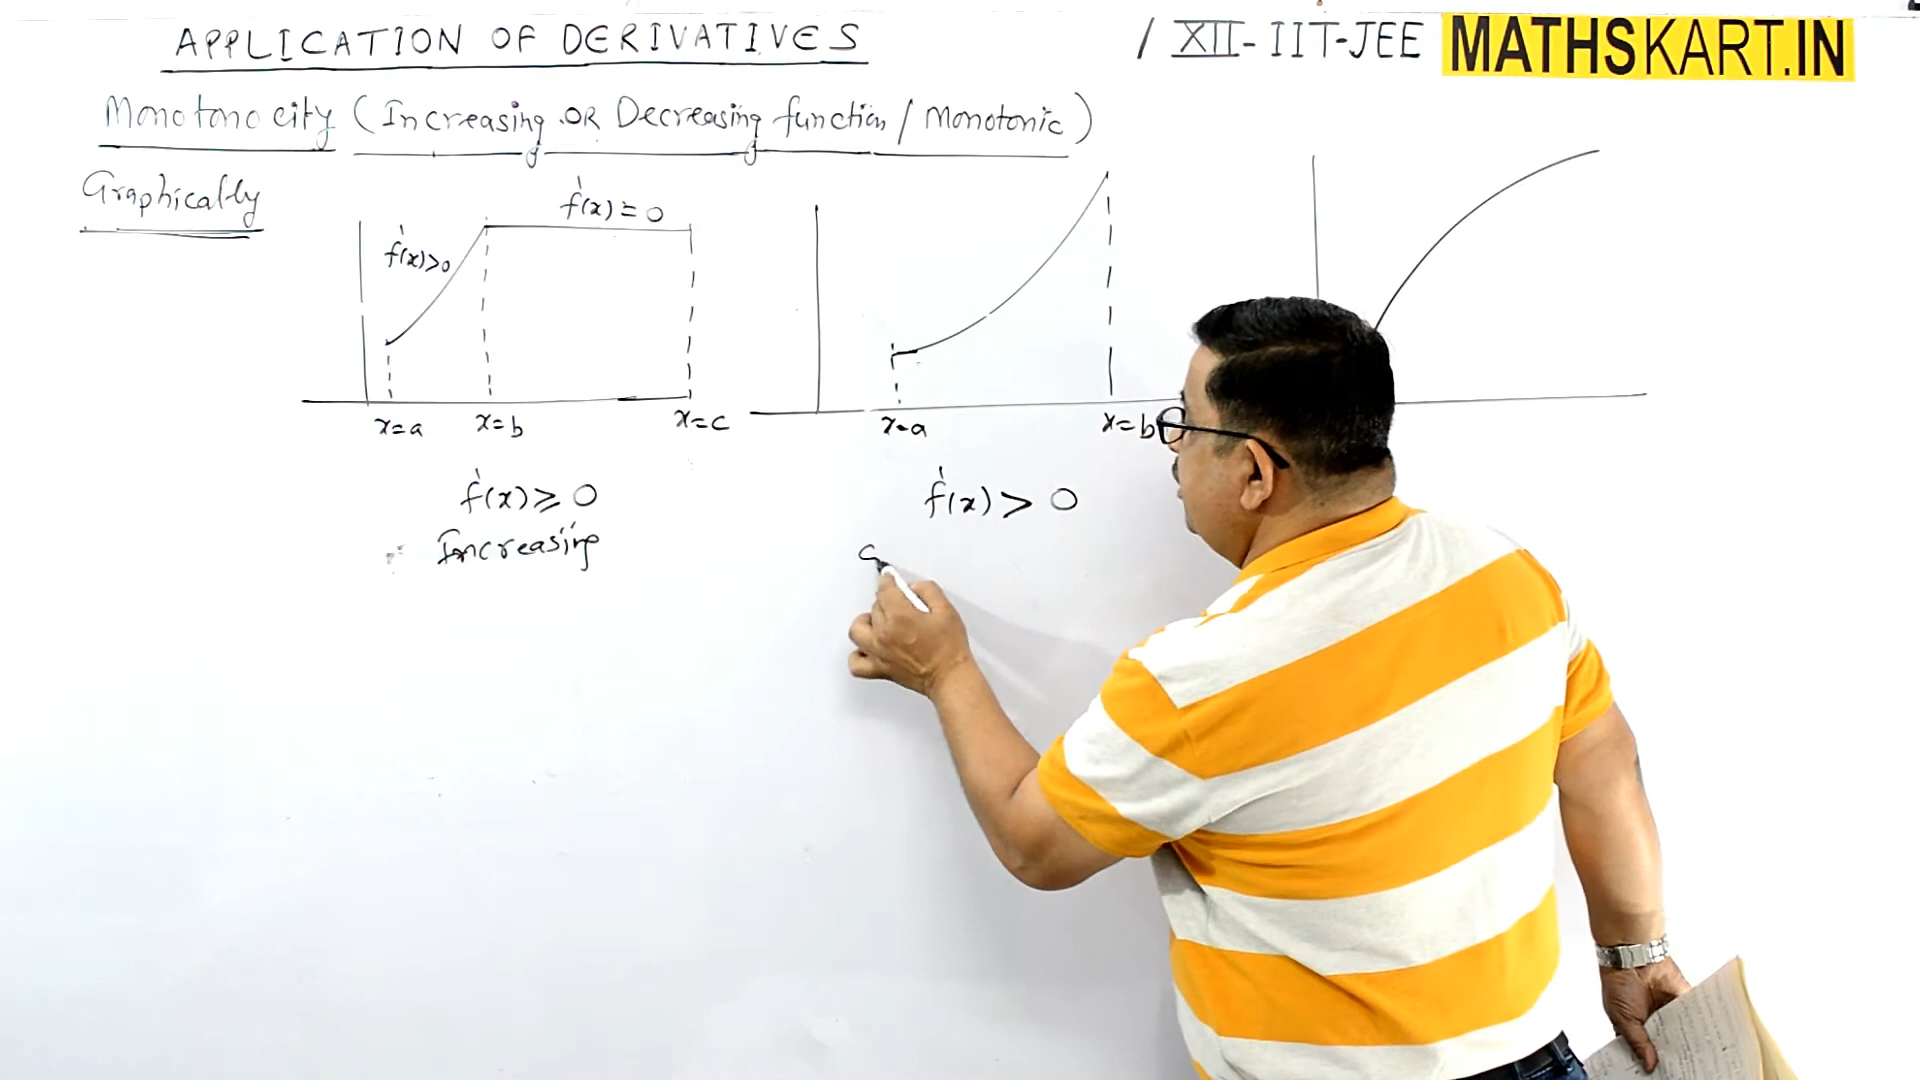 APPLICATION OF DERIVATIVES / XII-IIT-JEE MATHSKART.IN
Monotonocity (Increasing OR Decreasing function / Monotonic)
Graphically
f'(x) = 0
f'(x)>0
x=a x=b x=c
x=a x=b
f'(x) ≥ 0
f'(x) > 0
Increasing